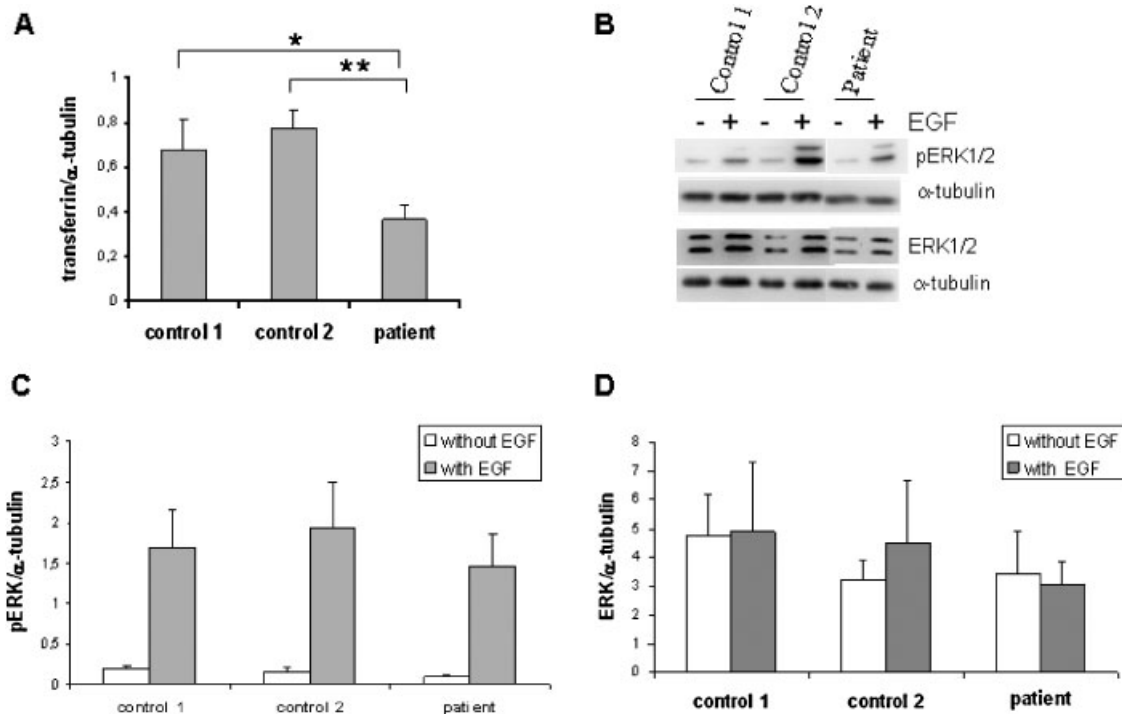 A
*
**
transferrin/α-tubulin
1
0,8
0,6
0,4
0,2
0
control 1 control 2 patient
B
Control 1 Control 2 Patient
- + - + - + EGF
pERK1/2
α-tubulin
ERK1/2
α-tubulin
C
without EGF
with EGF
pERK/α-tubulin
3
2,5
2
1,5
1
0,5
0
control 1 control 2 patient
D
without EGF
with EGF
ERK/α-tubulin
8
7
6
5
4
3
2
1
0
control 1 control 2 patient